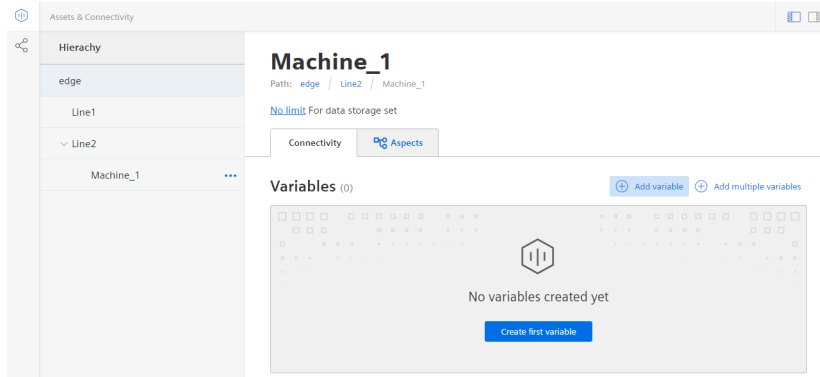 Assets & Connectivity
Hierachy
edge
Line1
Line2
Machine_1
Machine_1
Path: edge / Line2 / Machine_1
No limit For data storage set
Connectivity
Aspects
Variables (0)
Add variable
Add multiple variables
No variables created yet
Create first variable